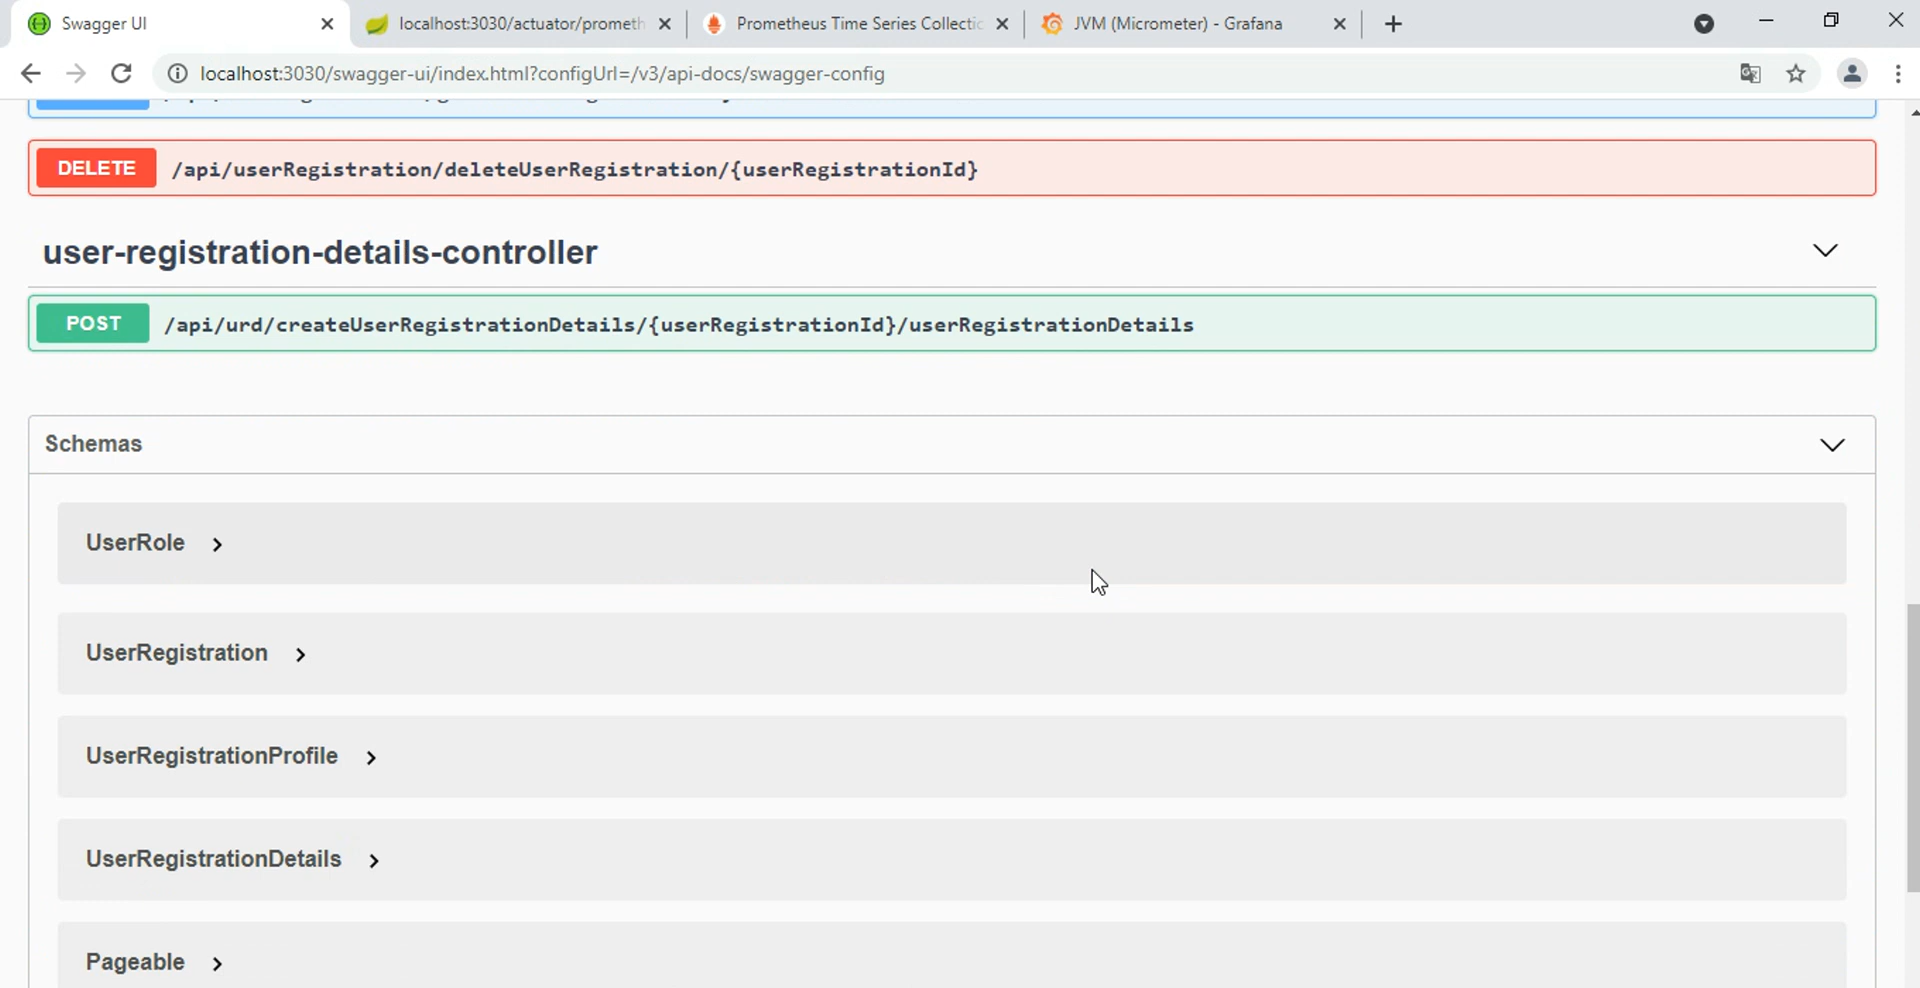 Swagger UI
localhost:3030/actuator/prometh
Prometheus Time Series Collectic
JVM (Micrometer) - Grafana
localhost:3030/swagger-ui/index.html?configUrl=/v3/api-docs/swagger-config
DELETE /api/userRegistration/deleteUserRegistration/{userRegistrationId}
user-registration-details-controller
POST /api/urd/createUserRegistrationDetails/{userRegistrationId}/userRegistrationDetails
Schemas
UserRole
UserRegistration
UserRegistrationProfile
UserRegistrationDetails
Pageable